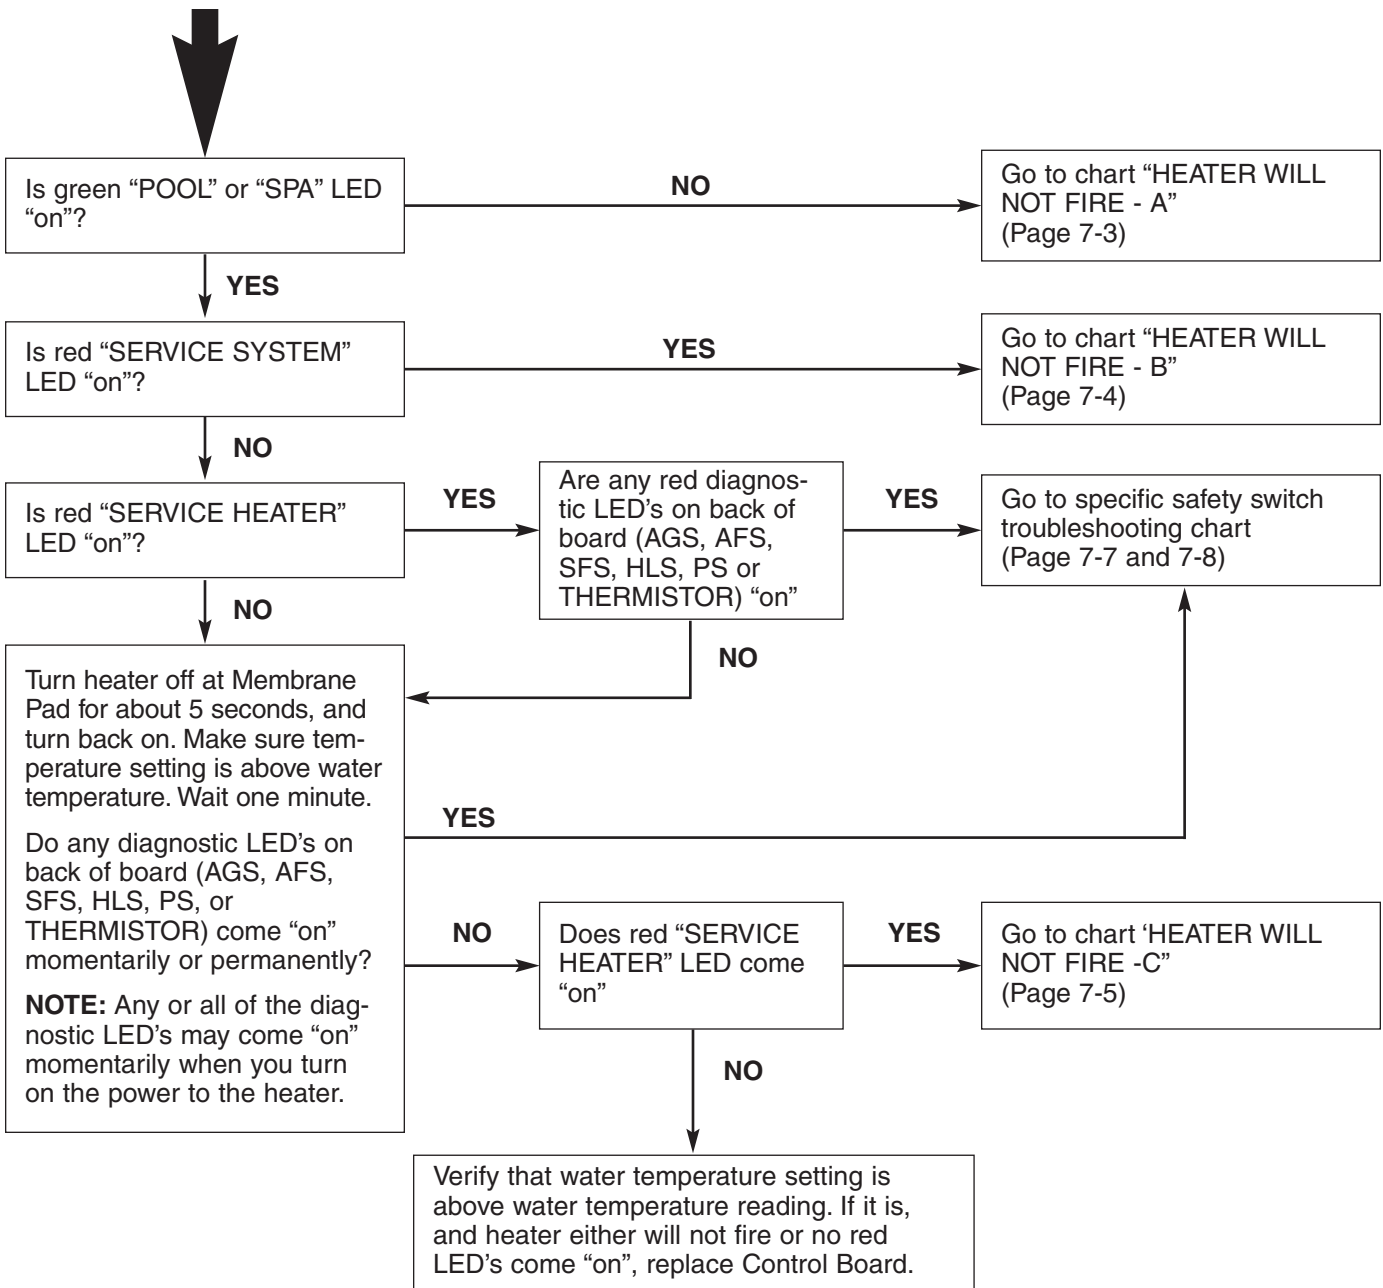 Is green “POOL” or “SPA” LED
“on”?
NO
Go to chart “HEATER WILL
NOT FIRE - A”
(Page 7-3)
YES
Is red “SERVICE SYSTEM”
LED “on”?
YES
Go to chart “HEATER WILL
NOT FIRE - B”
(Page 7-4)
NO
Is red “SERVICE HEATER”
LED “on”?
YES
Are any red diagnos-
tic LED’s on back of
board (AGS, AFS,
SFS, HLS, PS or
THERMISTOR) “on”
YES
Go to specific safety switch
troubleshooting chart
(Page 7-7 and 7-8)
NO
NO
Turn heater off at Membrane
Pad for about 5 seconds, and
turn back on. Make sure tem-
perature setting is above water
temperature. Wait one minute.
Do any diagnostic LED’s on
back of board (AGS, AFS,
SFS, HLS, PS, or
THERMISTOR) come “on”
momentarily or permanently?
NOTE: Any or all of the diag-
nostic LED’s may come “on”
momentarily when you turn
on the power to the heater.
YES
NO
Does red “SERVICE
HEATER” LED come
“on”
YES
Go to chart ‘HEATER WILL
NOT FIRE -C”
(Page 7-5)
NO
Verify that water temperature setting is
above water temperature reading. If it is,
and heater either will not fire or no red
LED’s come “on”, replace Control Board.